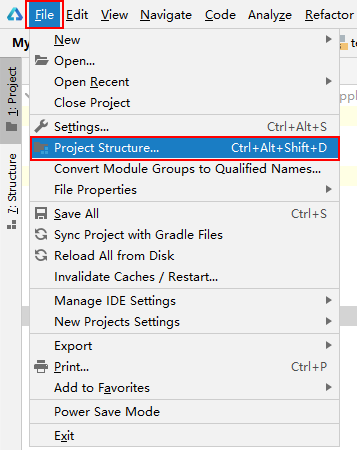 File Edit View Navigate Code Analyze Refactor
My
to
1: Project
appl
7: Structure
New
Open...
Open Recent
Close Project
Settings... Ctrl+Alt+S
Project Structure... Ctrl+Alt+Shift+D
Convert Module Groups to Qualified Names...
File Properties
Save All Ctrl+S
Sync Project with Gradle Files
Reload All from Disk
Invalidate Caches / Restart...
Manage IDE Settings
New Projects Settings
Export
Print... Ctrl+P
Add to Favorites
Power Save Mode
Exit